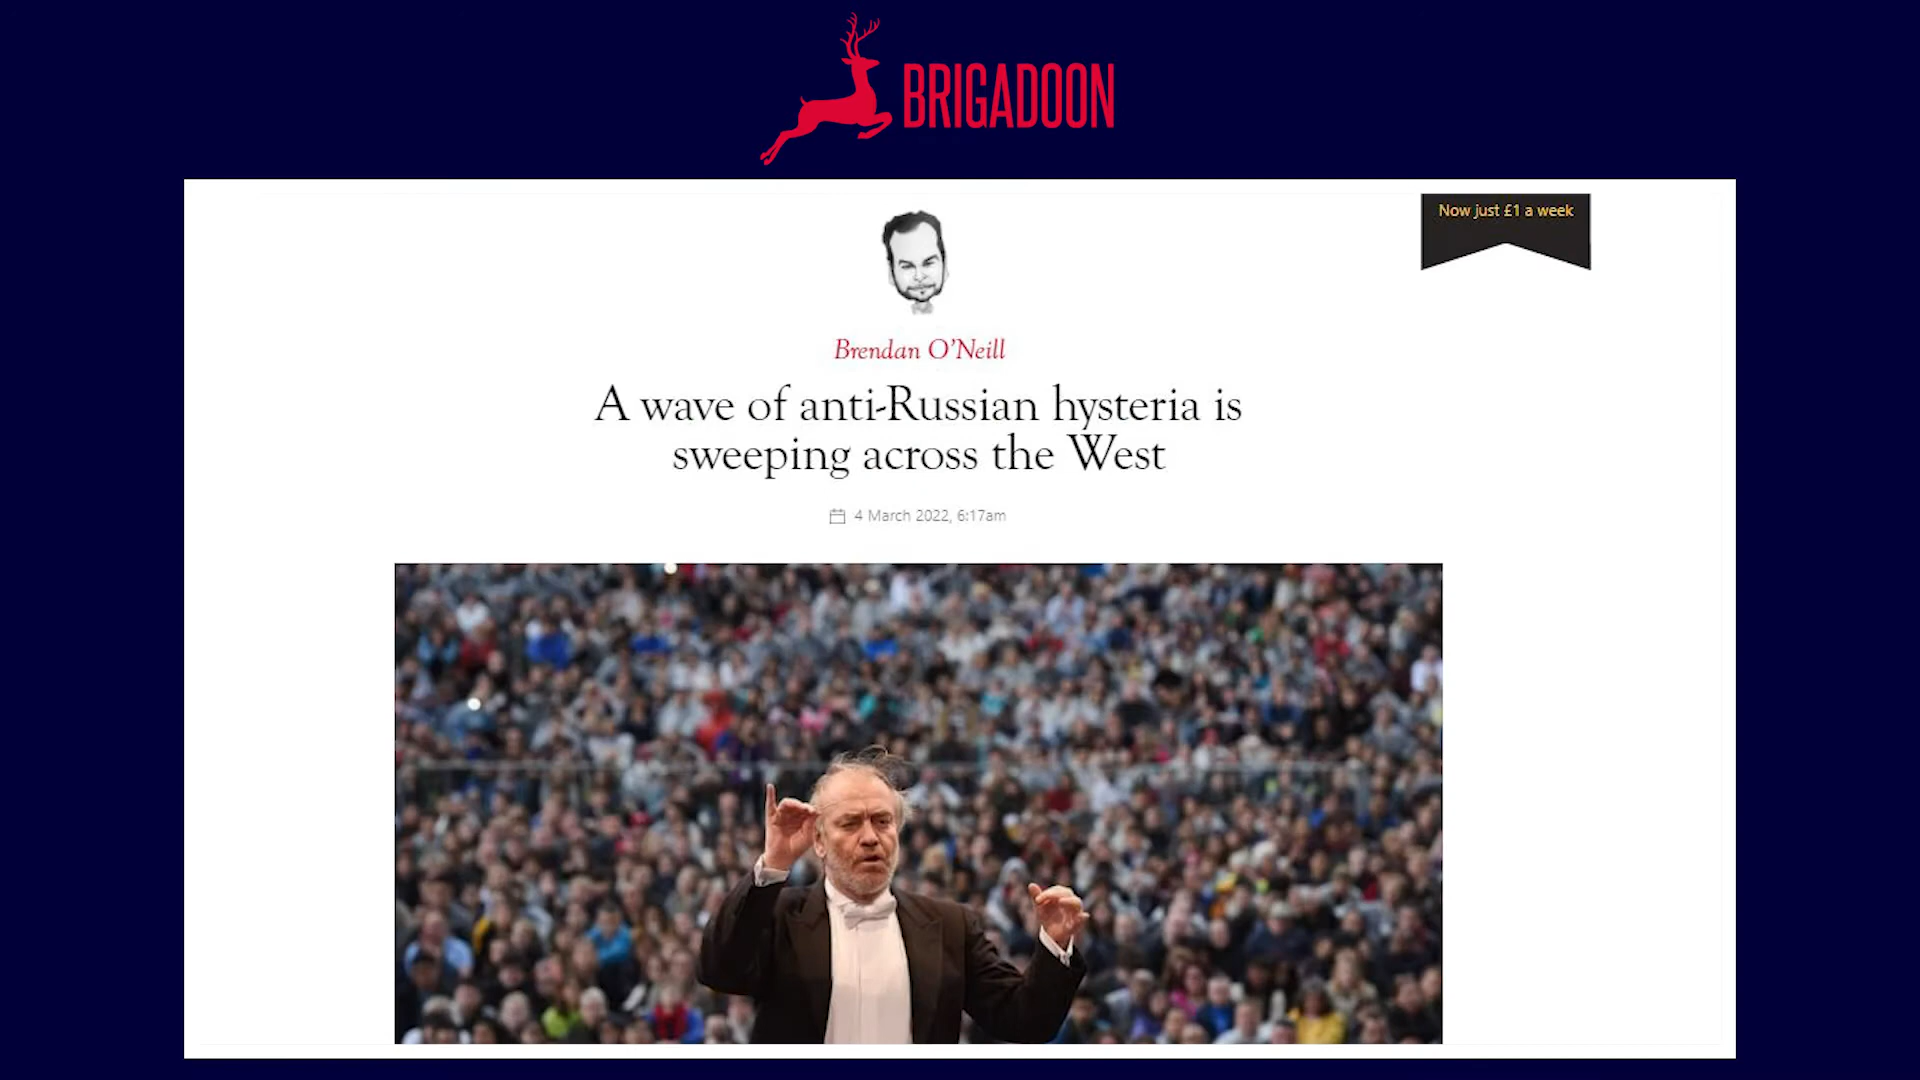 BRIGADOON
Now just £1 a week
Brendan O'Neill
A wave of anti-Russian hysteria is
sweeping across the West
4 March 2022, 6:17am